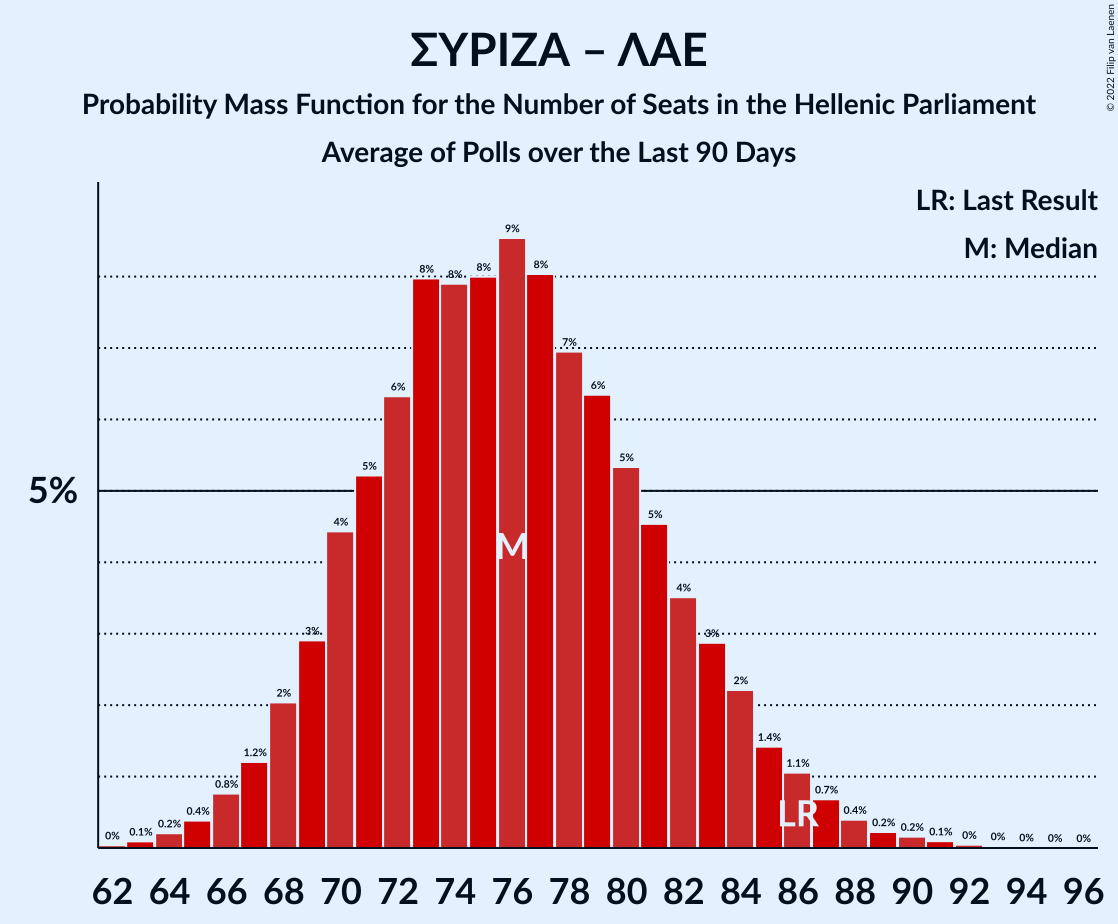 ΣΥΡΙΖΑ – ΛΑΕ
Probability Mass Function for the Number of Seats in the Hellenic Parliament
Average of Polls over the Last 90 Days
© 2022 Filip van Laenen
LR: Last Result
M: Median
5%
0% 0.1% 0.2% 0.4% 0.8% 1.2% 2% 3% 4% 5% 6% 8% 8% 8% 9% 8% 7% 6% 5% 5% 4% 3% 2% 1.4% 1.1% 0.7% 0.4% 0.2% 0.2% 0.1% 0% 0% 0% 0% 0%
M
LR
62 64 66 68 70 72 74 76 78 80 82 84 86 88 90 92 94 96